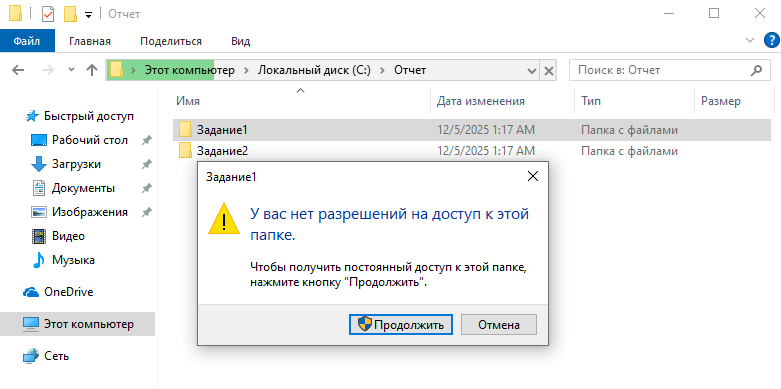 Отчет
Файл Главная Поделиться Вид
Этот компьютер Локальный диск (C:) Отчет
Поиск в: Отчет
Имя Дата изменения Тип Размер
Быстрый доступ
Рабочий стол
Загрузки
Документы
Изображения
Видео
Музыка
OneDrive
Этот компьютер
Сеть
Задание1 12/5/2025 1:17 AM Папка с файлами
Задание2 12/5/2025 1:17 AM Папка с файлами
Задание1
У вас нет разрешений на доступ к этой
папке.
Чтобы получить постоянный доступ к этой папке,
нажмите кнопку "Продолжить".
Продолжить Отмена